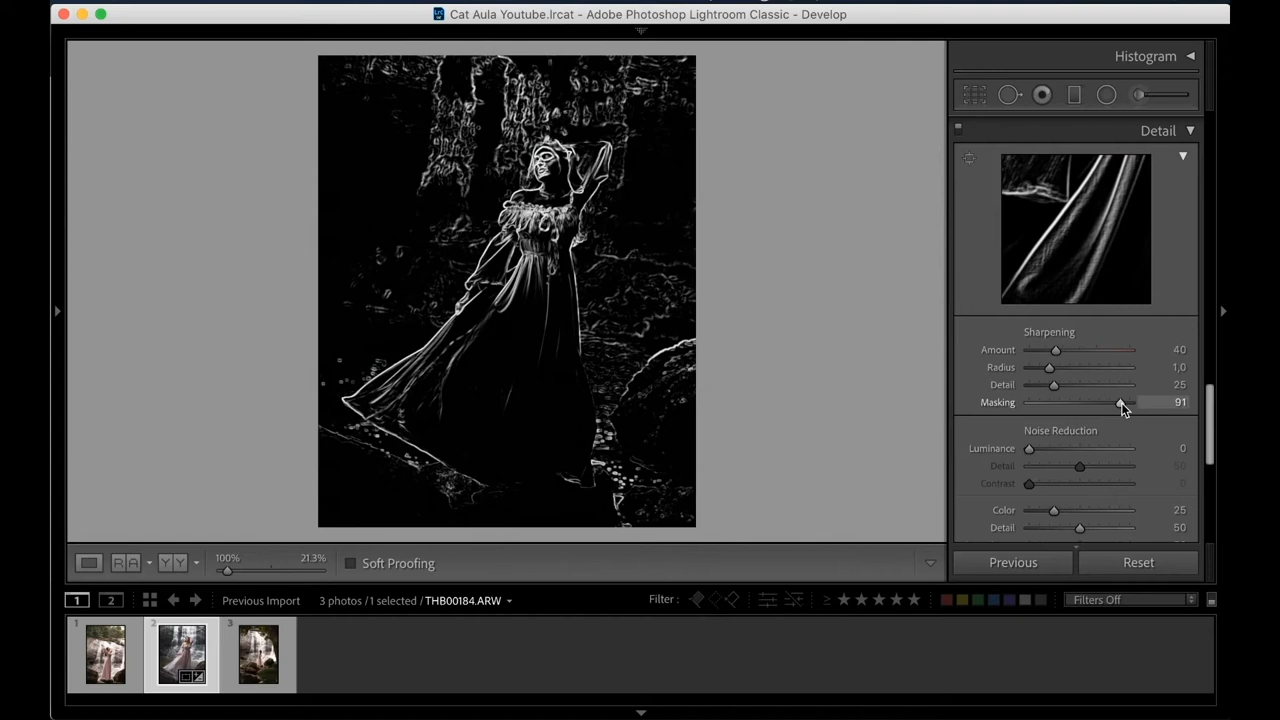 Cat Aula Youtube.lrcat - Adobe Photoshop Lightroom Classic - Develop
Histogram
Detail
Sharpening
Amount 40
Radius 1,0
Detail 25
Masking 91
Noise Reduction
Luminance 0
Detail 50
Contrast 0
Color 25
Detail 50
100% 21.3%
R A Y Y Soft Proofing
Previous Reset
1 2 Previous Import 3 photos /1 selected / THB00184.ARW Filter : ≥ ★★★★★ Filters Off
1 2 3